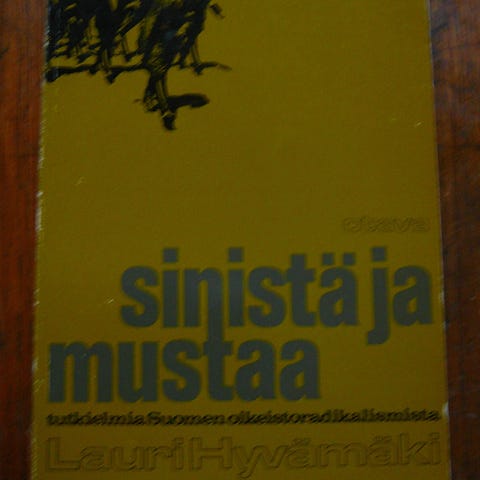 otava
sinistä ja
mustaa
tutkielmia Suomen oikeistoradikalismista
Lauri Hyvämäki